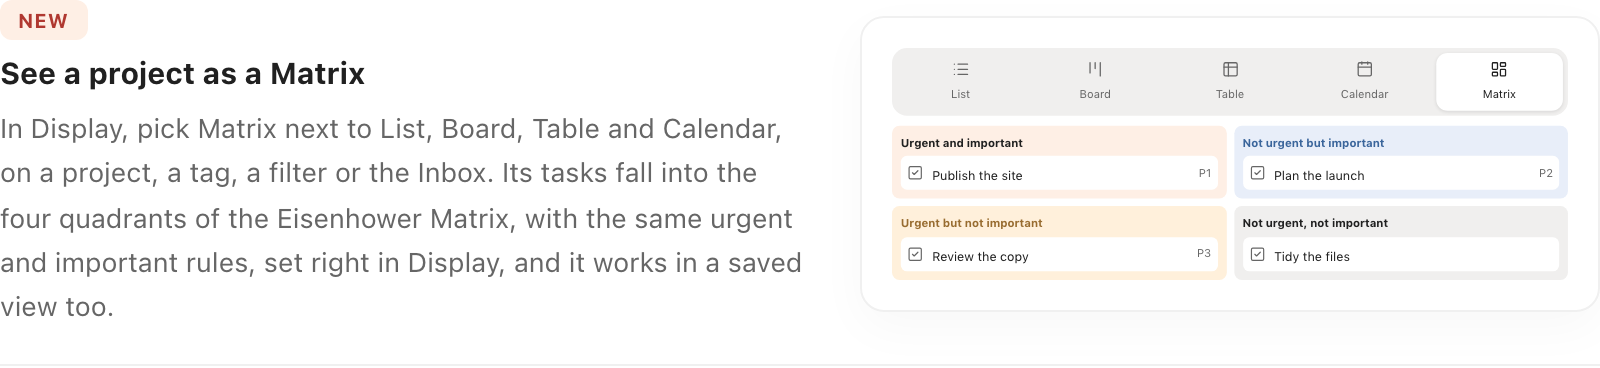 NEW
See a project as a Matrix
In Display, pick Matrix next to List, Board, Table and Calendar,
on a project, a tag, a filter or the Inbox. Its tasks fall into the
four quadrants of the Eisenhower Matrix, with the same urgent
and important rules, set right in Display, and it works in a saved
view too.
List
Board
Table
Calendar
Matrix
Urgent and important
Publish the site
P1
Not urgent but important
Plan the launch
P2
Urgent but not important
Review the copy
P3
Not urgent, not important
Tidy the files